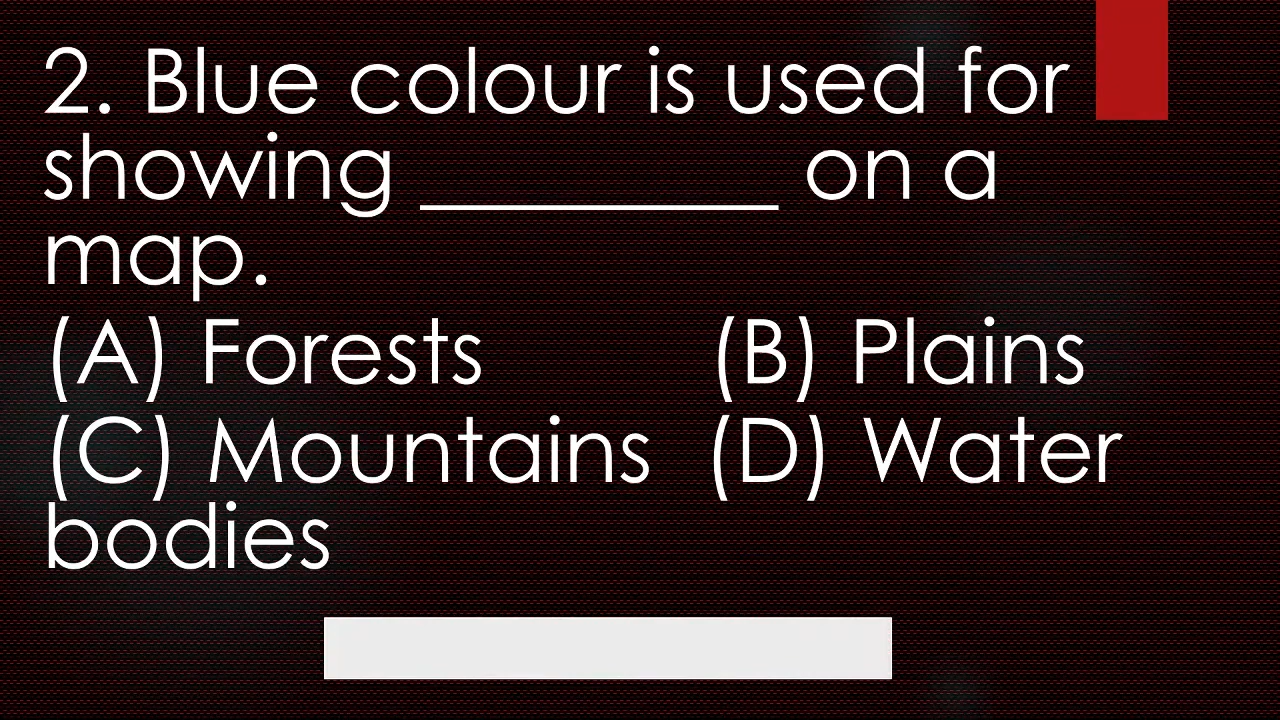 2. Blue colour is used for
showing _________ on a
map.
(A) Forests (B) Plains
(C) Mountains (D) Water
bodies